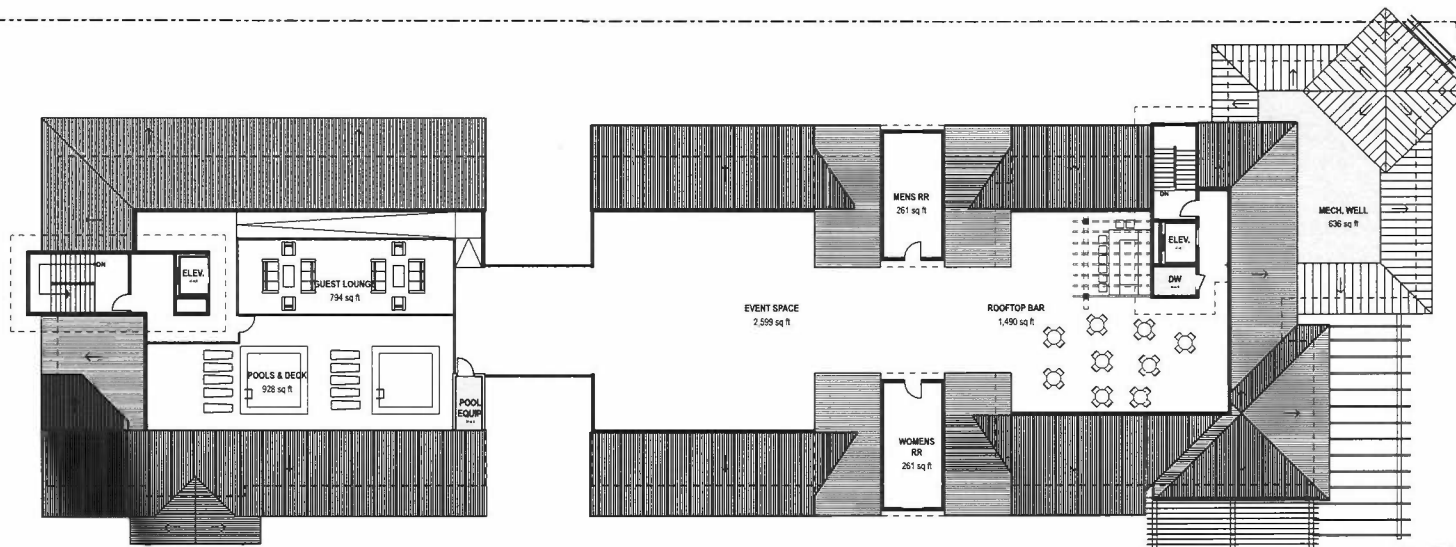 MENS RR
261 sq ft
DN
MECH. WELL
636 sq ft
ELEV.
DN
ELEV.
GUEST LOUNGE
794 sq ft
DW
EVENT SPACE
2,599 sq ft
ROOFTOP BAR
1,490 sq ft
POOLS & DECK
928 sq ft
POOL
EQUIP
WOMENS
RR
261 sq ft